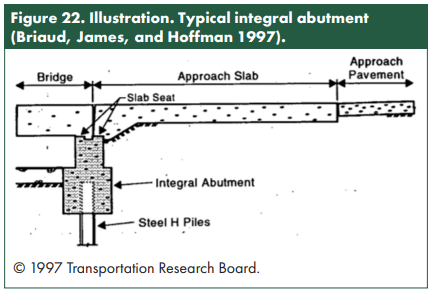 Figure 22. Illustration. Typical integral abutment
(Briaud, James, and Hoffman 1997).
Bridge
Approach Slab
Approach
Pavement
Slab Seat
Integral Abutment
Steel H Piles
© 1997 Transportation Research Board.